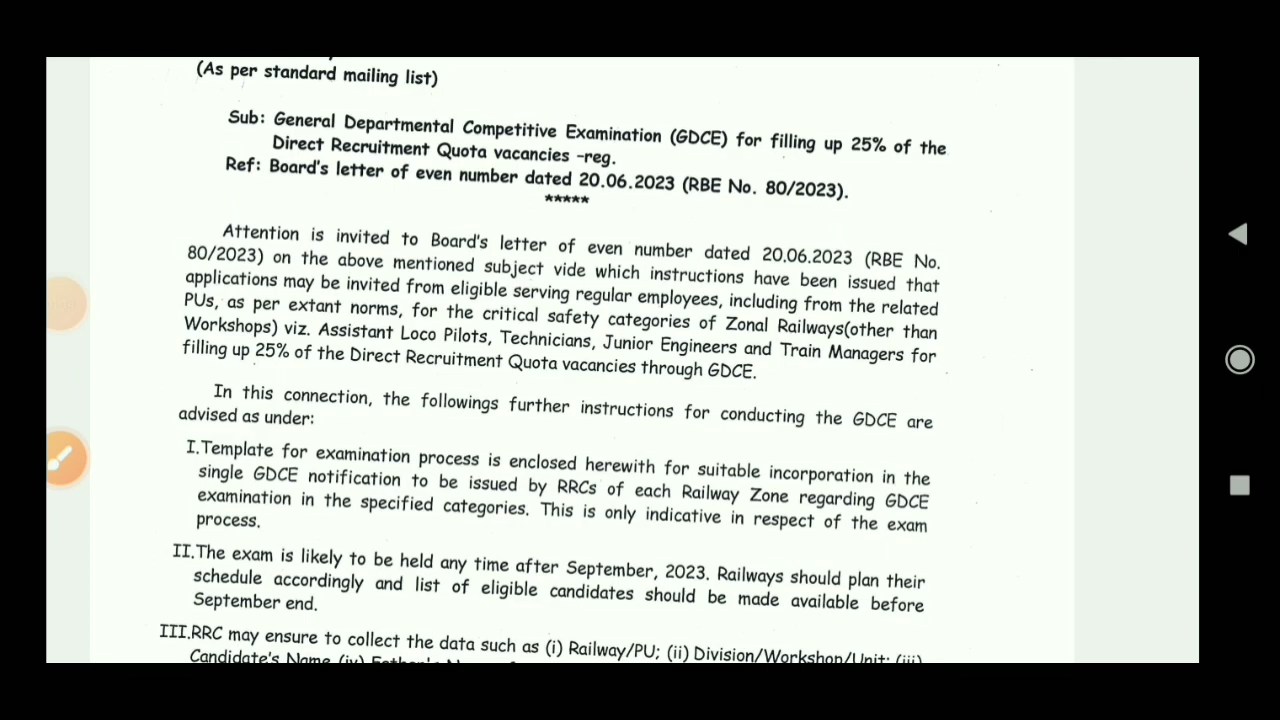 (As per standard mailing list)
Sub: General Departmental Competitive Examination (GDCE) for filling up 25% of the
Direct Recruitment Quota vacancies -reg.
Ref: Board's letter of even number dated 20.06.2023 (RBE No. 80/2023).
*****
Attention is invited to Board's letter of even number dated 20.06.2023 (RBE No.
80/2023) on the above mentioned subject vide which instructions have been issued that
applications may be invited from eligible serving regular employees, including from the related
PUs, as per extant norms, for the critical safety categories of Zonal Railways(other than
Workshops) viz. Assistant Loco Pilots, Technicians, Junior Engineers and Train Managers for
filling up 25% of the Direct Recruitment Quota vacancies through GDCE.
In this connection, the followings further instructions for conducting the GDCE are
advised as under:
I.Template for examination process is enclosed herewith for suitable incorporation in the
single GDCE notification to be issued by RRCs of each Railway Zone regarding GDCE
examination in the specified categories. This is only indicative in respect of the exam
process.
II.The exam is likely to be held any time after September, 2023. Railways should plan their
schedule accordingly and list of eligible candidates should be made available before
September end.
III.RRC may ensure to collect the data such as (i) Railway/PU; (ii) Division/Workshop/Unit; (iii)
Candidate's Name (iv) Father's